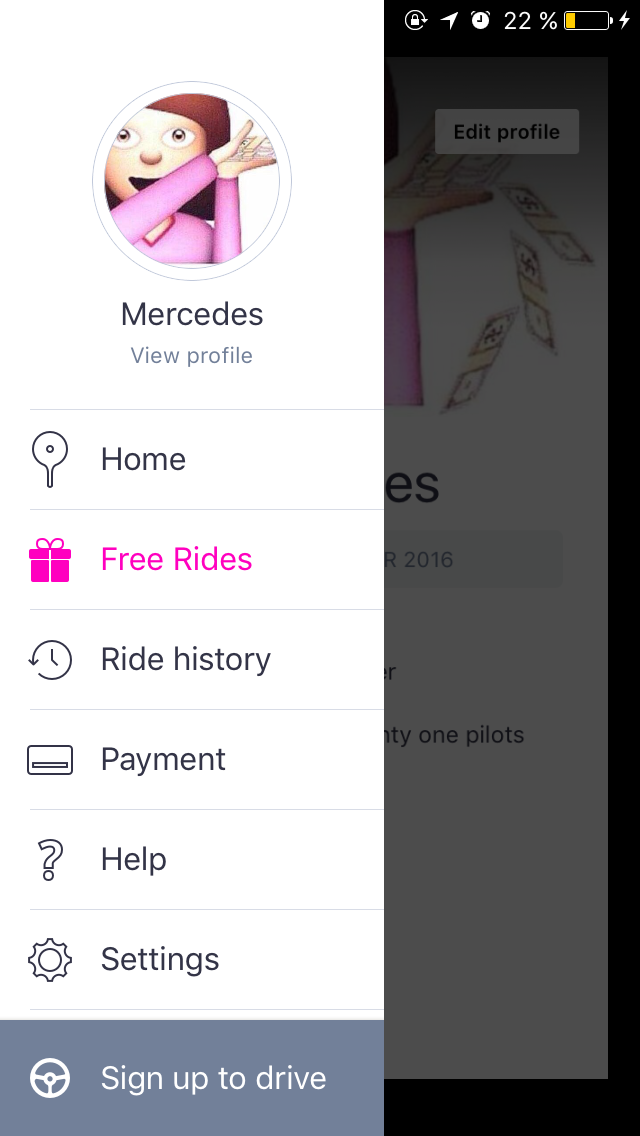 22 %
Edit profile
Mercedes
View profile
Home
es
Free Rides
R 2016
Ride history
er
nty one pilots
Payment
Help
Settings
Sign up to drive